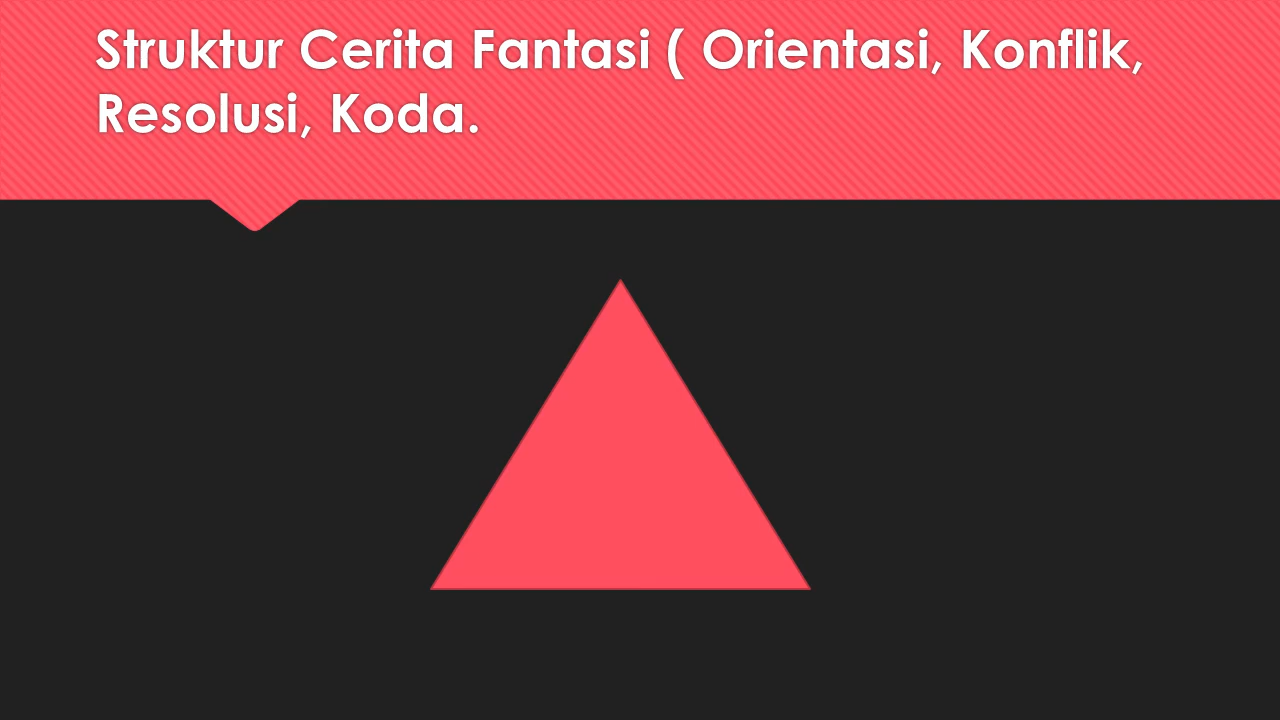 Struktur Cerita Fantasi ( Orientasi, Konflik,
Resolusi, Koda.